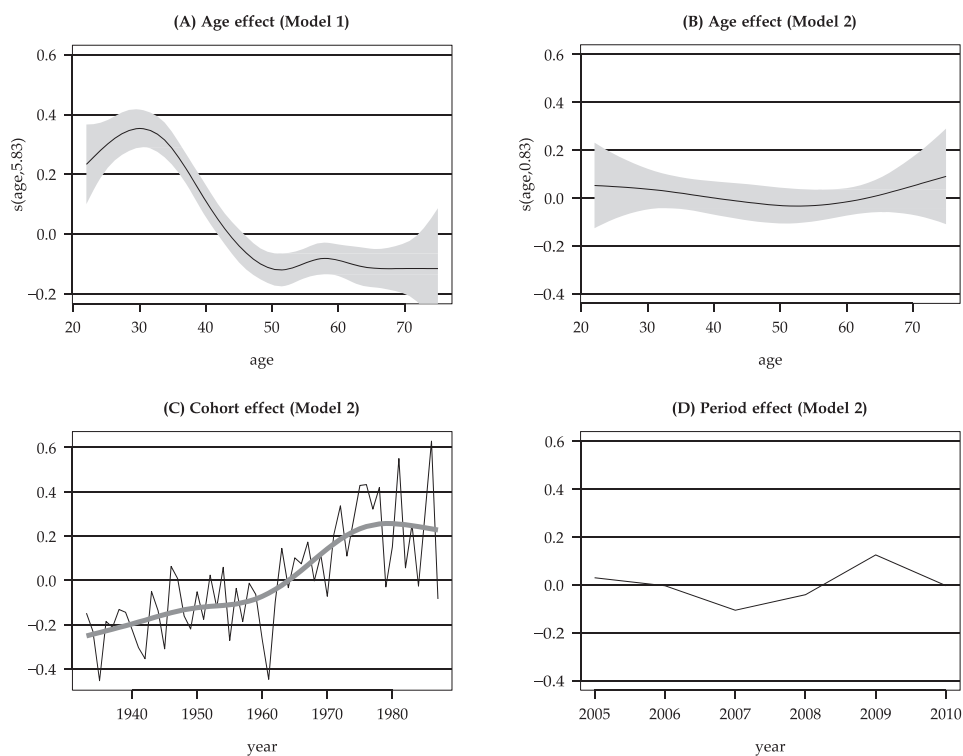 (A) Age effect (Model 1)
0.6
0.4
0.2
0.0
−0.2
s(age,5.83)
20 30 40 50 60 70
age
(B) Age effect (Model 2)
0.6
0.4
0.2
0.0
−0.2
−0.4
s(age,0.83)
20 30 40 50 60 70
age
(C) Cohort effect (Model 2)
0.6
0.4
0.2
0.0
−0.2
−0.4
1940 1950 1960 1970 1980
year
(D) Period effect (Model 2)
0.6
0.4
0.2
0.0
−0.2
−0.4
2005 2006 2007 2008 2009 2010
year